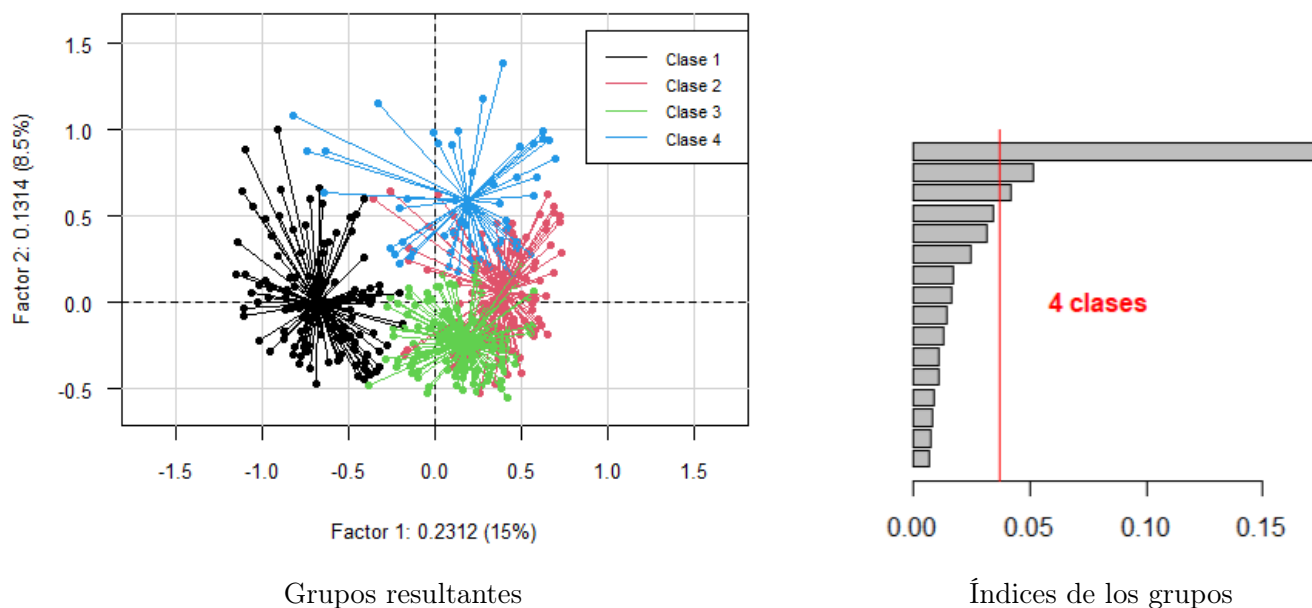 Clase 1
Clase 2
Clase 3
Clase 4
1.5
1.0
0.5
0.0
-0.5
Factor 2: 0.1314 (8.5%)
-1.5 -1.0 -0.5 0.0 0.5 1.0 1.5
Factor 1: 0.2312 (15%)
Grupos resultantes
4 clases
0.00 0.05 0.10 0.15
Índices de los grupos